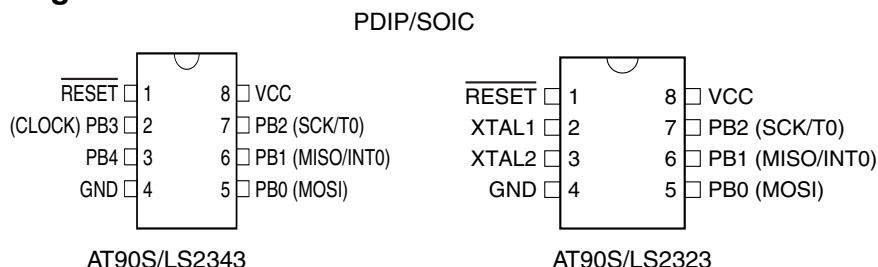 PDIP/SOIC
RESET 1 8 VCC
(CLOCK) PB3 2 7 PB2 (SCK/T0)
PB4 3 6 PB1 (MISO/INT0)
GND 4 5 PB0 (MOSI)
AT90S/LS2343
RESET 1 8 VCC
XTAL1 2 7 PB2 (SCK/T0)
XTAL2 3 6 PB1 (MISO/INT0)
GND 4 5 PB0 (MOSI)
AT90S/LS2323